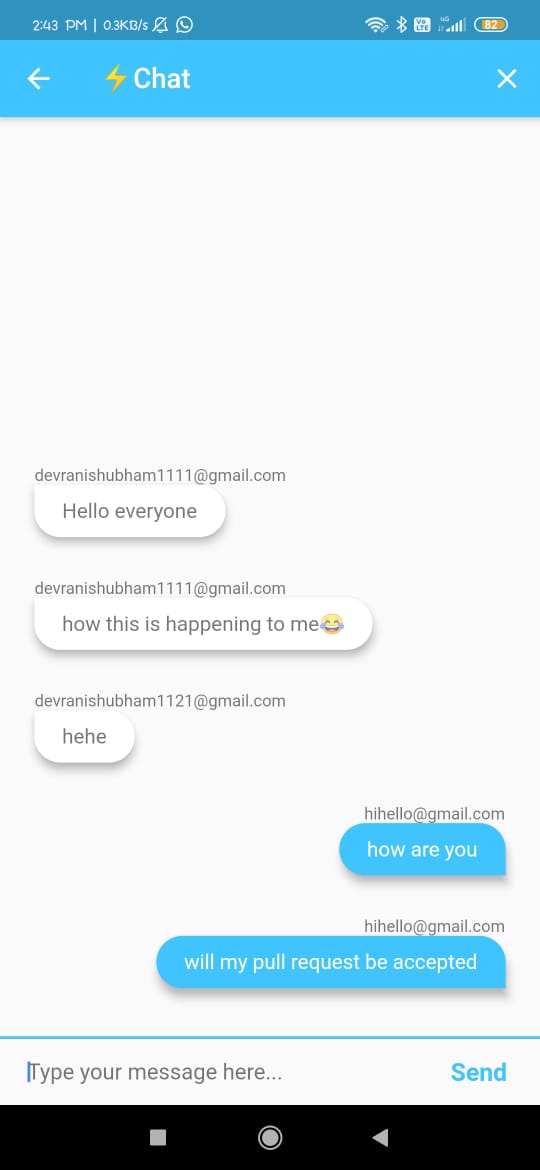 2:43 PM | 0.3KB/s
Vo LTE 4G 82
⚡Chat
devranishubham1111@gmail.com
Hello everyone
devranishubham1111@gmail.com
how this is happening to me😂
devranishubham1121@gmail.com
hehe
hihello@gmail.com
how are you
hihello@gmail.com
will my pull request be accepted
Type your message here...
Send